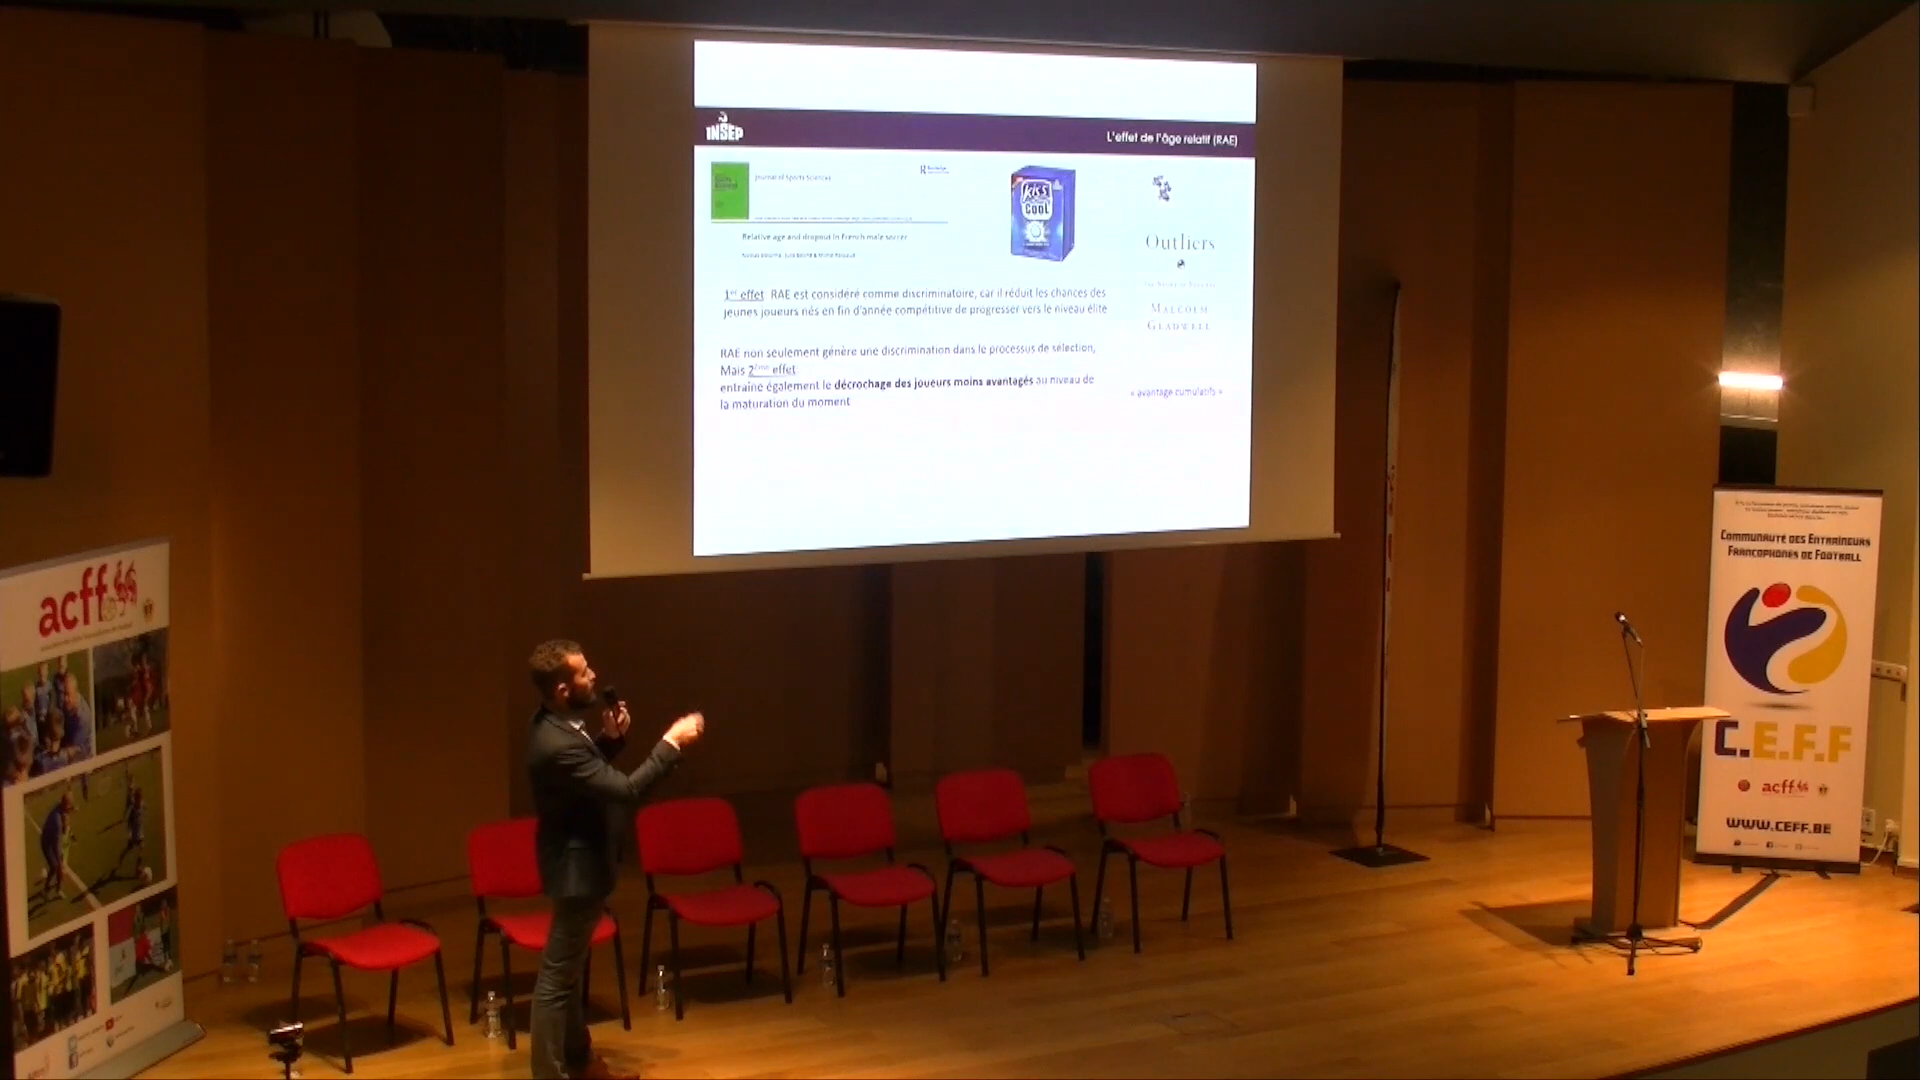 INSEP
L'effet de l'âge relatif (RAE)
Journal of Sports Sciences
Routledge
Relative age and dropout in French male soccer
kiss
COOL
Outliers
MALCOLM
GLADWELL
1er effet RAE est considéré comme discriminatoire, car il réduit les chances des
jeunes joueurs nés en fin d'année compétitive de progresser vers le niveau élite
RAE non seulement génère une discrimination dans le processus de sélection,
Mais 2ème effet
entraîne également le décrochage des joueurs moins avantagés au niveau de
la maturation du moment
« avantage cumulatifs »
acff
COMMUNAUTÉ DES ENTRAÎNEURS
FRANCOPHONES DE FOOTBALL
C.E.F.F
acff
WWW.CEFF.BE